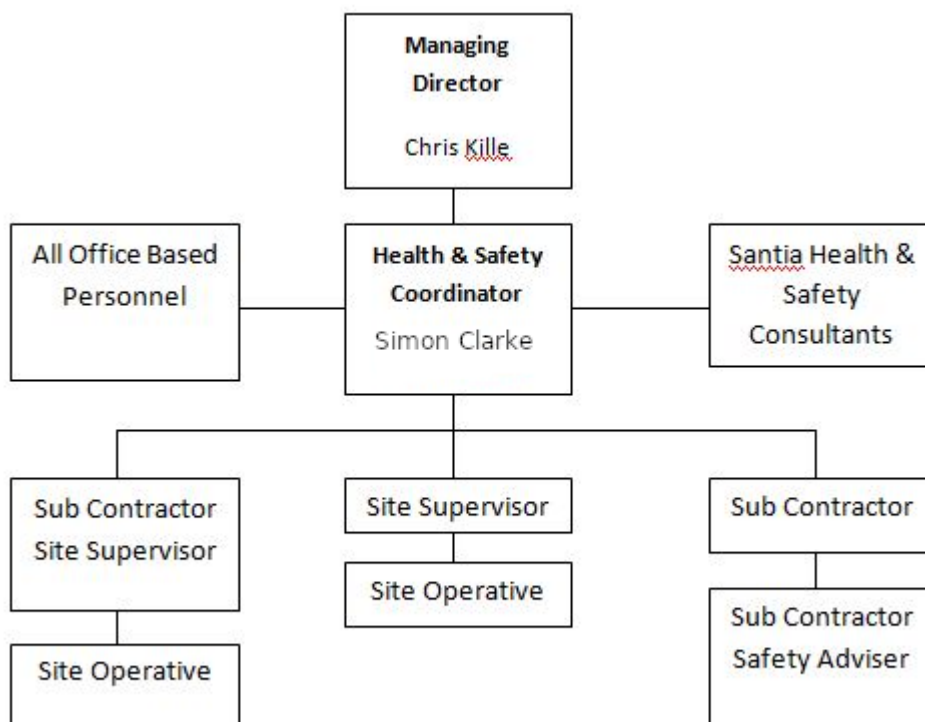 Managing
Director
Chris Kille
All Office Based
Personnel
Health & Safety
Coordinator
Simon Clarke
Santia Health &
Safety
Consultants
Sub Contractor
Site Supervisor
Site Operative
Site Supervisor
Site Operative
Sub Contractor
Sub Contractor
Safety Adviser